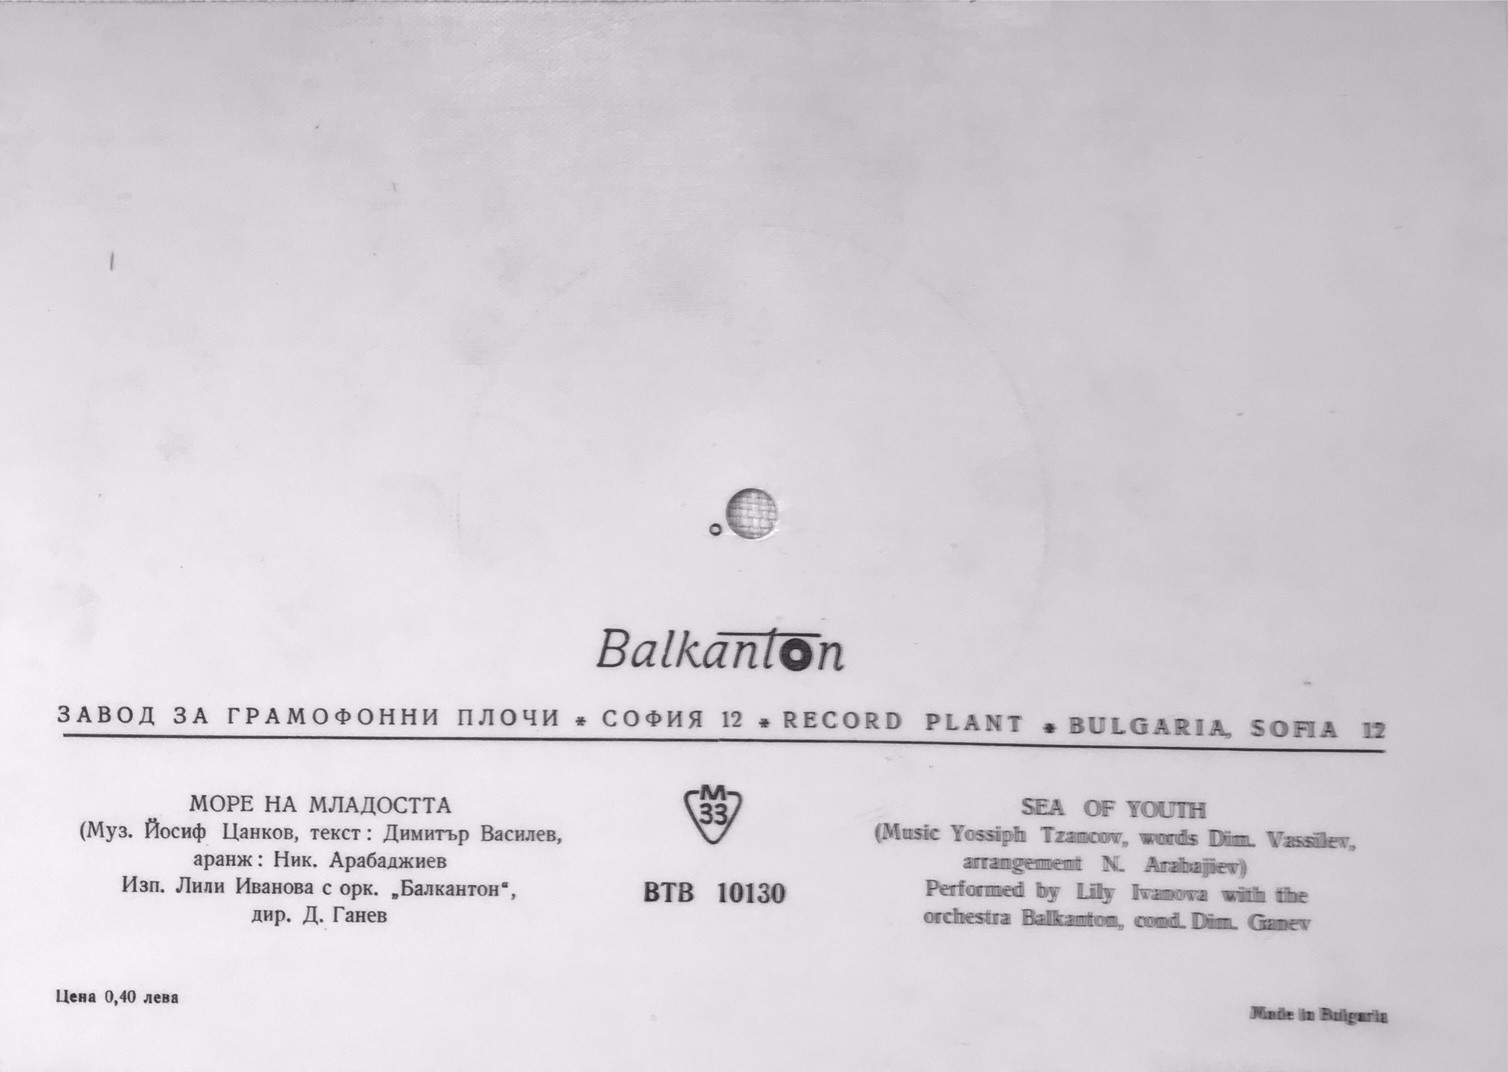 Balkanton
ЗАВОД ЗА ГРАМОФОННИ ПЛОЧИ * СОФИЯ 12 * RECORD PLANT * BULGARIA, SOFIA 12
МОРЕ НА МЛАДОСТТА
(Муз. Йосиф Цанков, текст: Димитър Василев,
аранж: Ник. Арабаджиев
Изп. Лили Иванова с орк. „Балкантон“,
дир. Д. Ганев
М
33
ВТВ 10130
SEA OF YOUTH
(Music Yossiph Tzancov, words Dim. Vassilev,
arrangement N. Arabajiev)
Performed by Lily Ivanova with the
orchestra Balkanton, cond. Dim. Ganev
Цена 0,40 лева
Made in Bulgaria